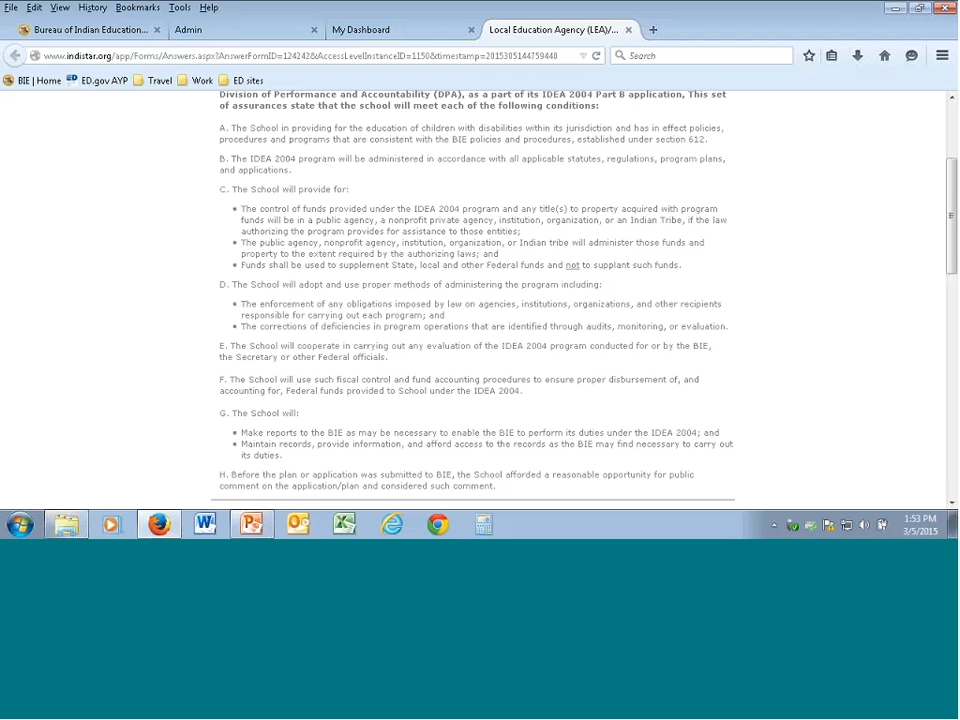 File Edit View History Bookmarks Tools Help
Bureau of Indian Education... × Admin × My Dashboard × Local Education Agency (LEA)/... × +
www.indistar.org/app/Forms/Answers.aspx?AnswerFormID=124242&AccessLevelInstanceID=1150&timestamp=2015305144759440 Search
BIE | Home ED.gov AYP Travel Work ED sites
Division of Performance and Accountability (DPA), as a part of its IDEA 2004 Part B application, This set
of assurances state that the school will meet each of the following conditions:
A. The School in providing for the education of children with disabilities within its jurisdiction and has in effect policies,
procedures and programs that are consistent with the BIE policies and procedures, established under section 612.
B. The IDEA 2004 program will be administered in accordance with all applicable statutes, regulations, program plans,
and applications.
C. The School will provide for:
• The control of funds provided under the IDEA 2004 program and any title(s) to property acquired with program
funds will be in a public agency, a nonprofit private agency, institution, organization, or an Indian Tribe, if the law
authorizing the program provides for assistance to those entities;
• The public agency, nonprofit agency, institution, organization, or Indian tribe will administer those funds and
property to the extent required by the authorizing laws; and
• Funds shall be used to supplement State, local and other Federal funds and not to supplant such funds.
D. The School will adopt and use proper methods of administering the program including:
• The enforcement of any obligations imposed by law on agencies, institutions, organizations, and other recipients
responsible for carrying out each program; and
• The corrections of deficiencies in program operations that are identified through audits, monitoring, or evaluation.
E. The School will cooperate in carrying out any evaluation of the IDEA 2004 program conducted for or by the BIE,
the Secretary or other Federal officials.
F. The School will use such fiscal control and fund accounting procedures to ensure proper disbursement of, and
accounting for, Federal funds provided to School under the IDEA 2004.
G. The School will:
• Make reports to the BIE as may be necessary to enable the BIE to perform its duties under the IDEA 2004; and
• Maintain records, provide information, and afford access to the records as the BIE may find necessary to carry out
its duties.
H. Before the plan or application was submitted to BIE, the School afforded a reasonable opportunity for public
comment on the application/plan and considered such comment.
1:53 PM
3/5/2015